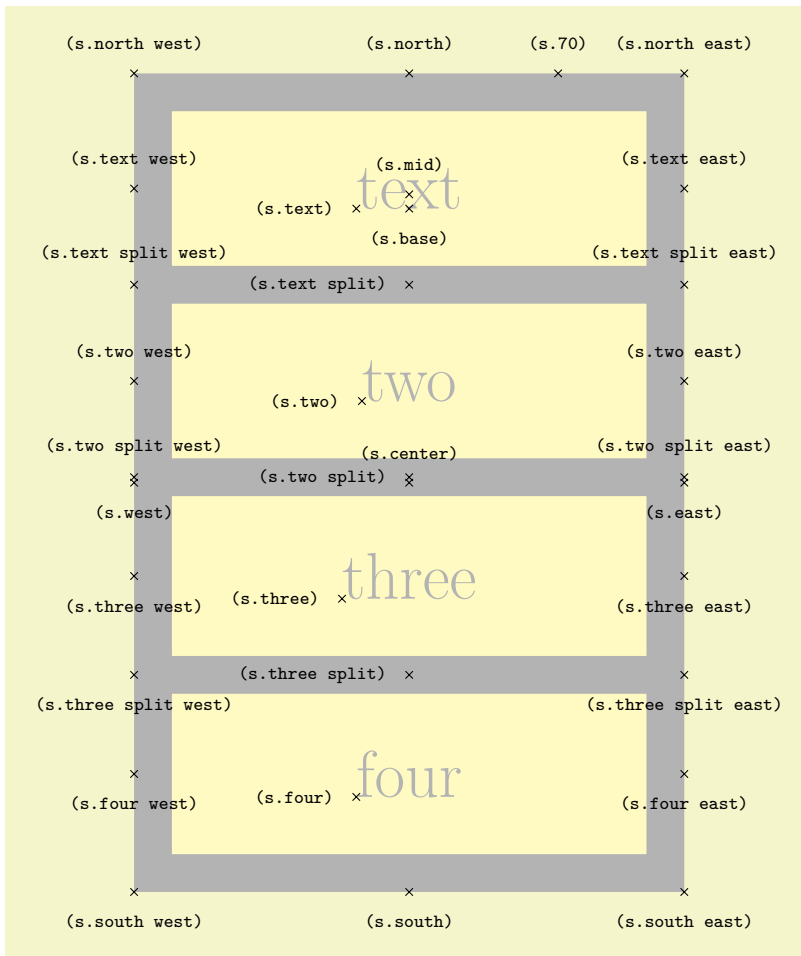 (s.north west) (s.north) (s.70) (s.north east)
(s.text west) (s.mid) (s.text east)
text
(s.text)
(s.base)
(s.text split west) (s.text split east)
(s.text split)
(s.two west) (s.two east)
two
(s.two)
(s.two split west) (s.center) (s.two split east)
(s.two split)
(s.west) (s.east)
three
(s.three)
(s.three west) (s.three east)
(s.three split)
(s.three split west) (s.three split east)
four
(s.four)
(s.four west) (s.four east)
(s.south west) (s.south) (s.south east)